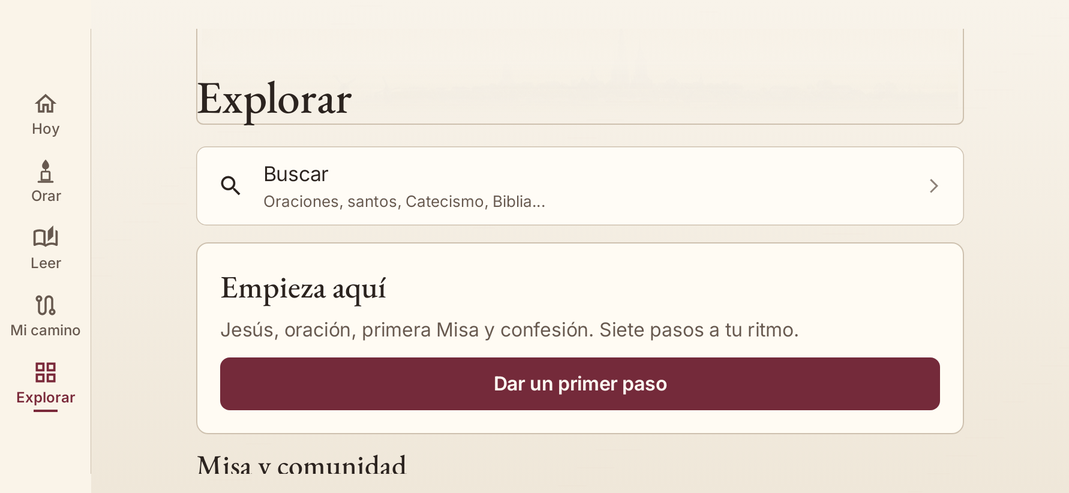 Hoy
Orar
Leer
Mi camino
Explorar
Explorar
Buscar
Oraciones, santos, Catecismo, Biblia...
Empieza aquí
Jesús, oración, primera Misa y confesión. Siete pasos a tu ritmo.
Dar un primer paso
Misa y comunidad